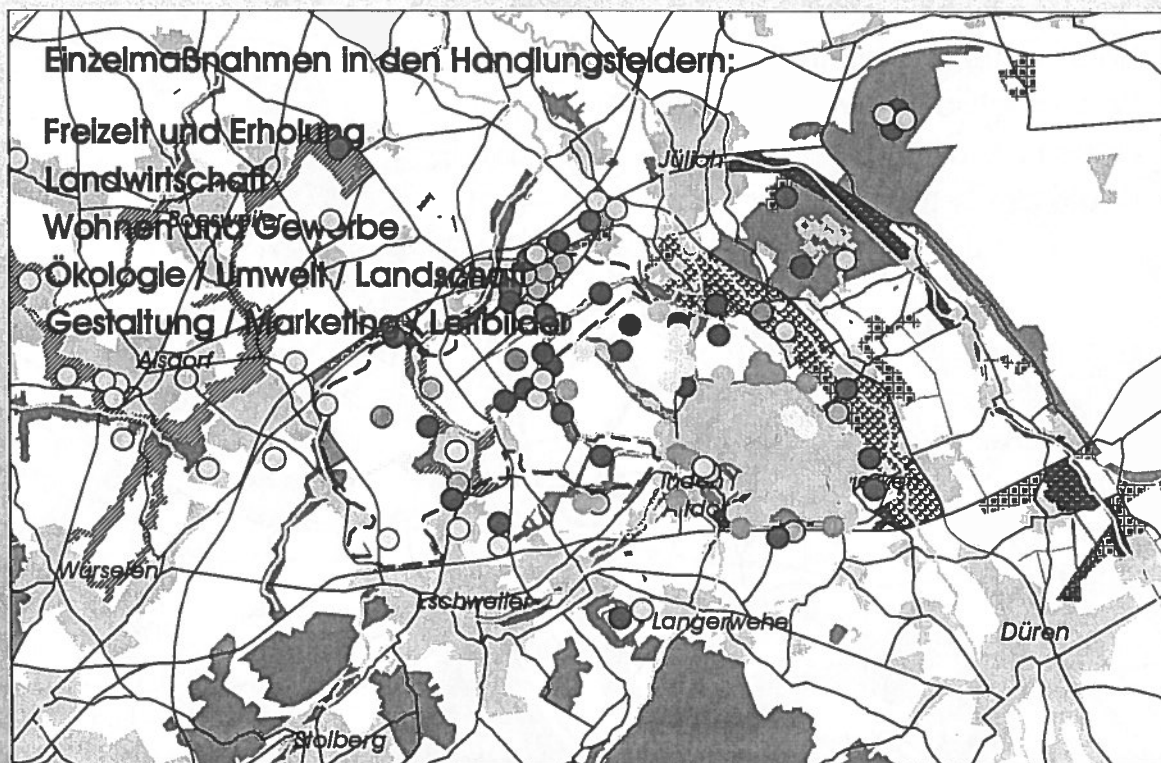 Einzelmaßnahmen in den Handlungsfeldern:
Freizeit und Erholung
Landwirtschaft
Wohnen und Gewerbe
Ökologie / Umwelt / Landschaft
Gestaltung / Marketing / Leitbilder
Jülich
Baesweiler
Alsdorf
Würselen
Eschweiler
Langerwehe
Düren
Stolberg